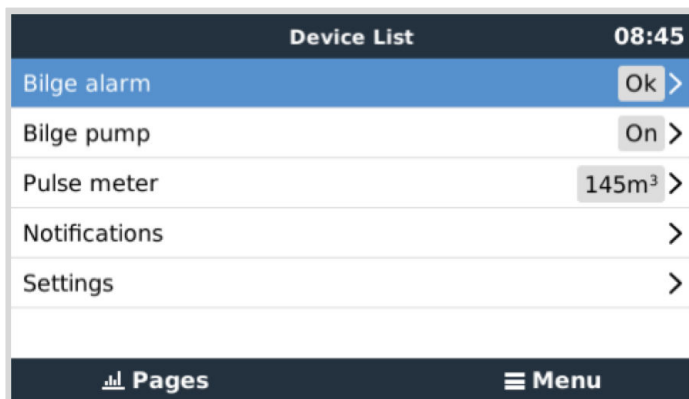 Device List 08:45
Bilge alarm Ok
Bilge pump On
Pulse meter 145m³
Notifications
Settings
Pages Menu